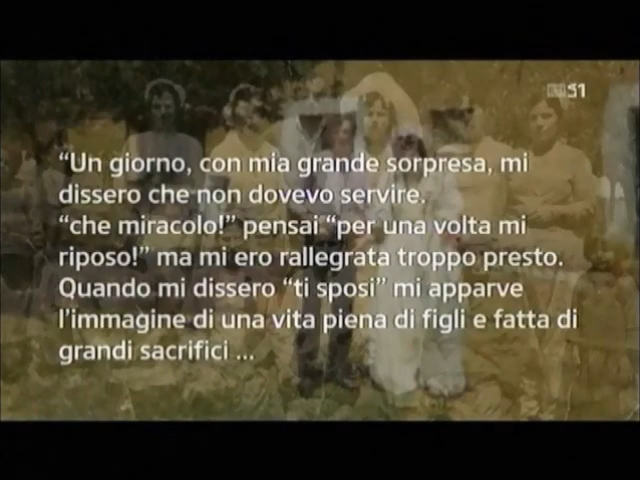 S1
“Un giorno, con mia grande sorpresa, mi
dissero che non dovevo servire.
“che miracolo!” pensai “per una volta mi
riposo!” ma mi ero rallegrata troppo presto.
Quando mi dissero “ti sposi” mi apparve
l’immagine di una vita piena di figli e fatta di
grandi sacrifici ...